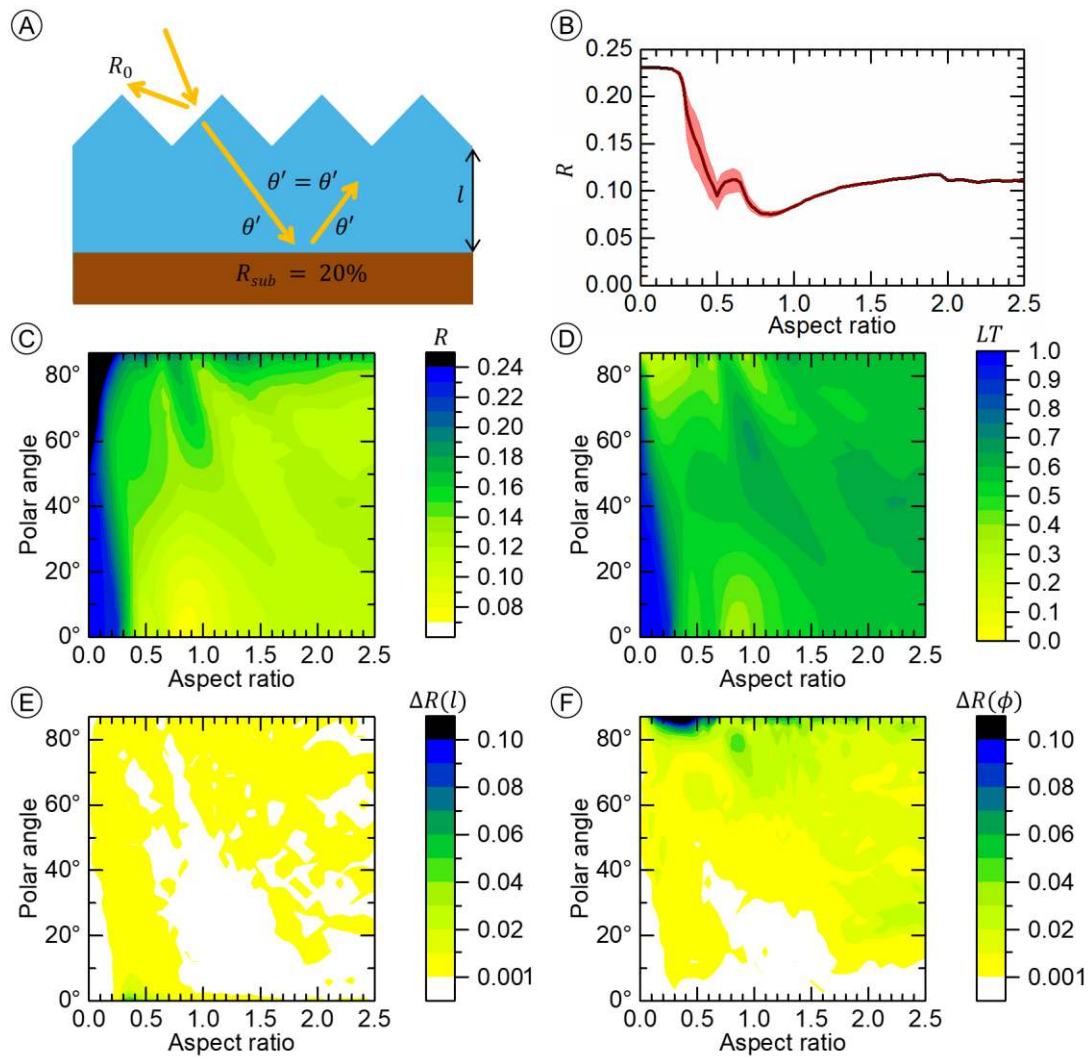 A
R₀
θ′ = θ′
θ′
θ′
l
R_sub = 20%
B
0.25
0.20
0.15
0.10
0.05
0.00
R
0.0 0.5 1.0 1.5 2.0 2.5
Aspect ratio
C
80°
60°
40°
20°
0°
Polar angle
0.0 0.5 1.0 1.5 2.0 2.5
Aspect ratio
R
0.24
0.22
0.20
0.18
0.16
0.14
0.12
0.10
0.08
D
80°
60°
40°
20°
0°
Polar angle
0.0 0.5 1.0 1.5 2.0 2.5
Aspect ratio
LT
1.0
0.9
0.8
0.7
0.6
0.5
0.4
0.3
0.2
0.1
0.0
E
80°
60°
40°
20°
0°
Polar angle
0.0 0.5 1.0 1.5 2.0 2.5
Aspect ratio
ΔR(l)
0.10
0.08
0.06
0.04
0.02
0.001
F
80°
60°
40°
20°
0°
Polar angle
0.0 0.5 1.0 1.5 2.0 2.5
Aspect ratio
ΔR(ϕ)
0.10
0.08
0.06
0.04
0.02
0.001